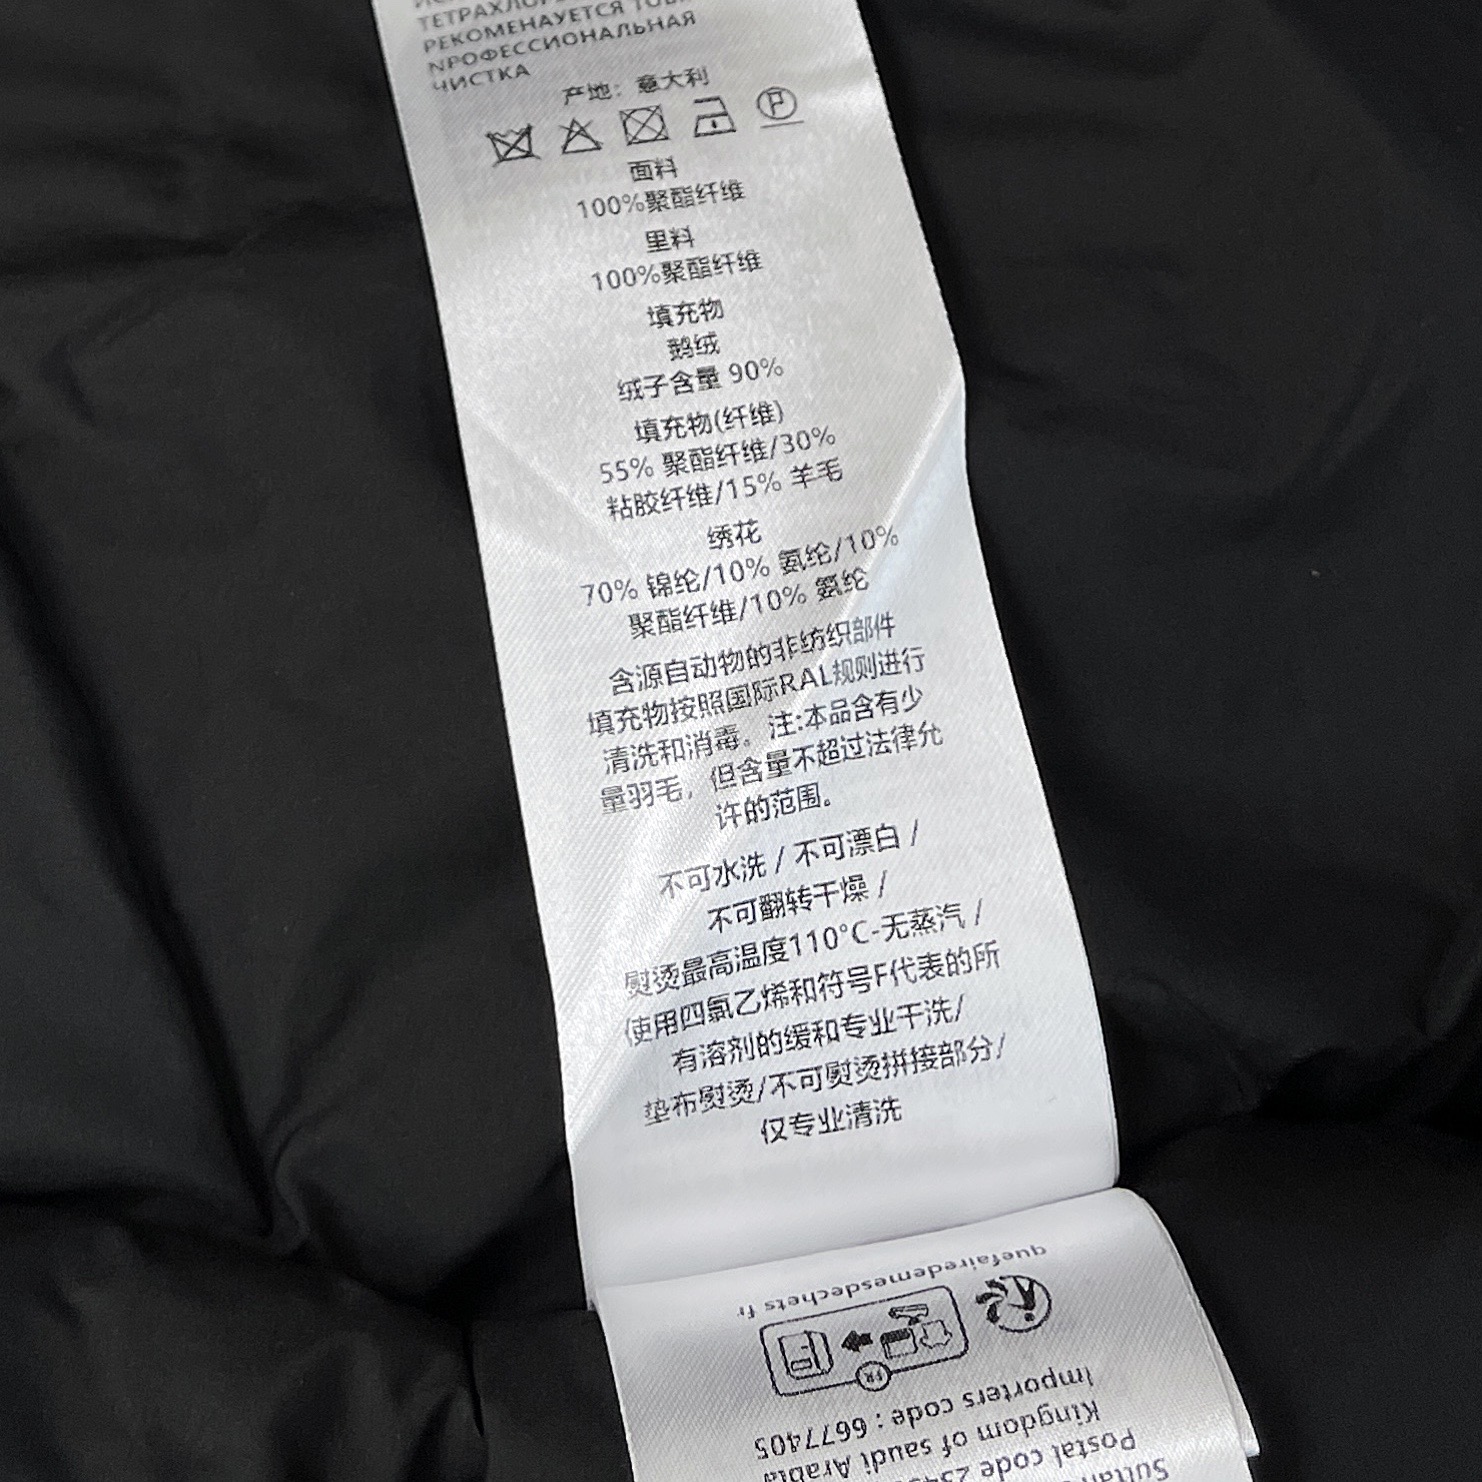 ТЕТРАХЛОР
РЕКОМЕНАУЕТСЯ ТОВ
NРОФЕССИОНАЛЬНАЯ
ЧИСТКА
产地：意大利
P
面料
100%聚酯纤维
里料
100%聚酯纤维
填充物
鹅绒
绒子含量 90%
填充物(纤维)
55% 聚酯纤维/30%
粘胶纤维/15% 羊毛
绣花
70% 锦纶/10% 氨纶/10%
聚酯纤维/10% 氨纶
含源自动物的非纺织部件
填充物按照国际RAL规则进行
清洗和消毒。注:本品含有少
量羽毛，但含量不超过法律允
许的范围。
不可水洗 / 不可漂白 /
不可翻转干燥 /
熨烫最高温度110°C-无蒸汽 /
使用四氯乙烯和符号F代表的所
有溶剂的缓和专业干洗/
垫布熨烫/不可熨烫拼接部分/
仅专业清洗
quefairedemesdechets.fr
FR
Importers code : 6677405
Kingdom of saudi Arabia
Postal code 234
Sultan